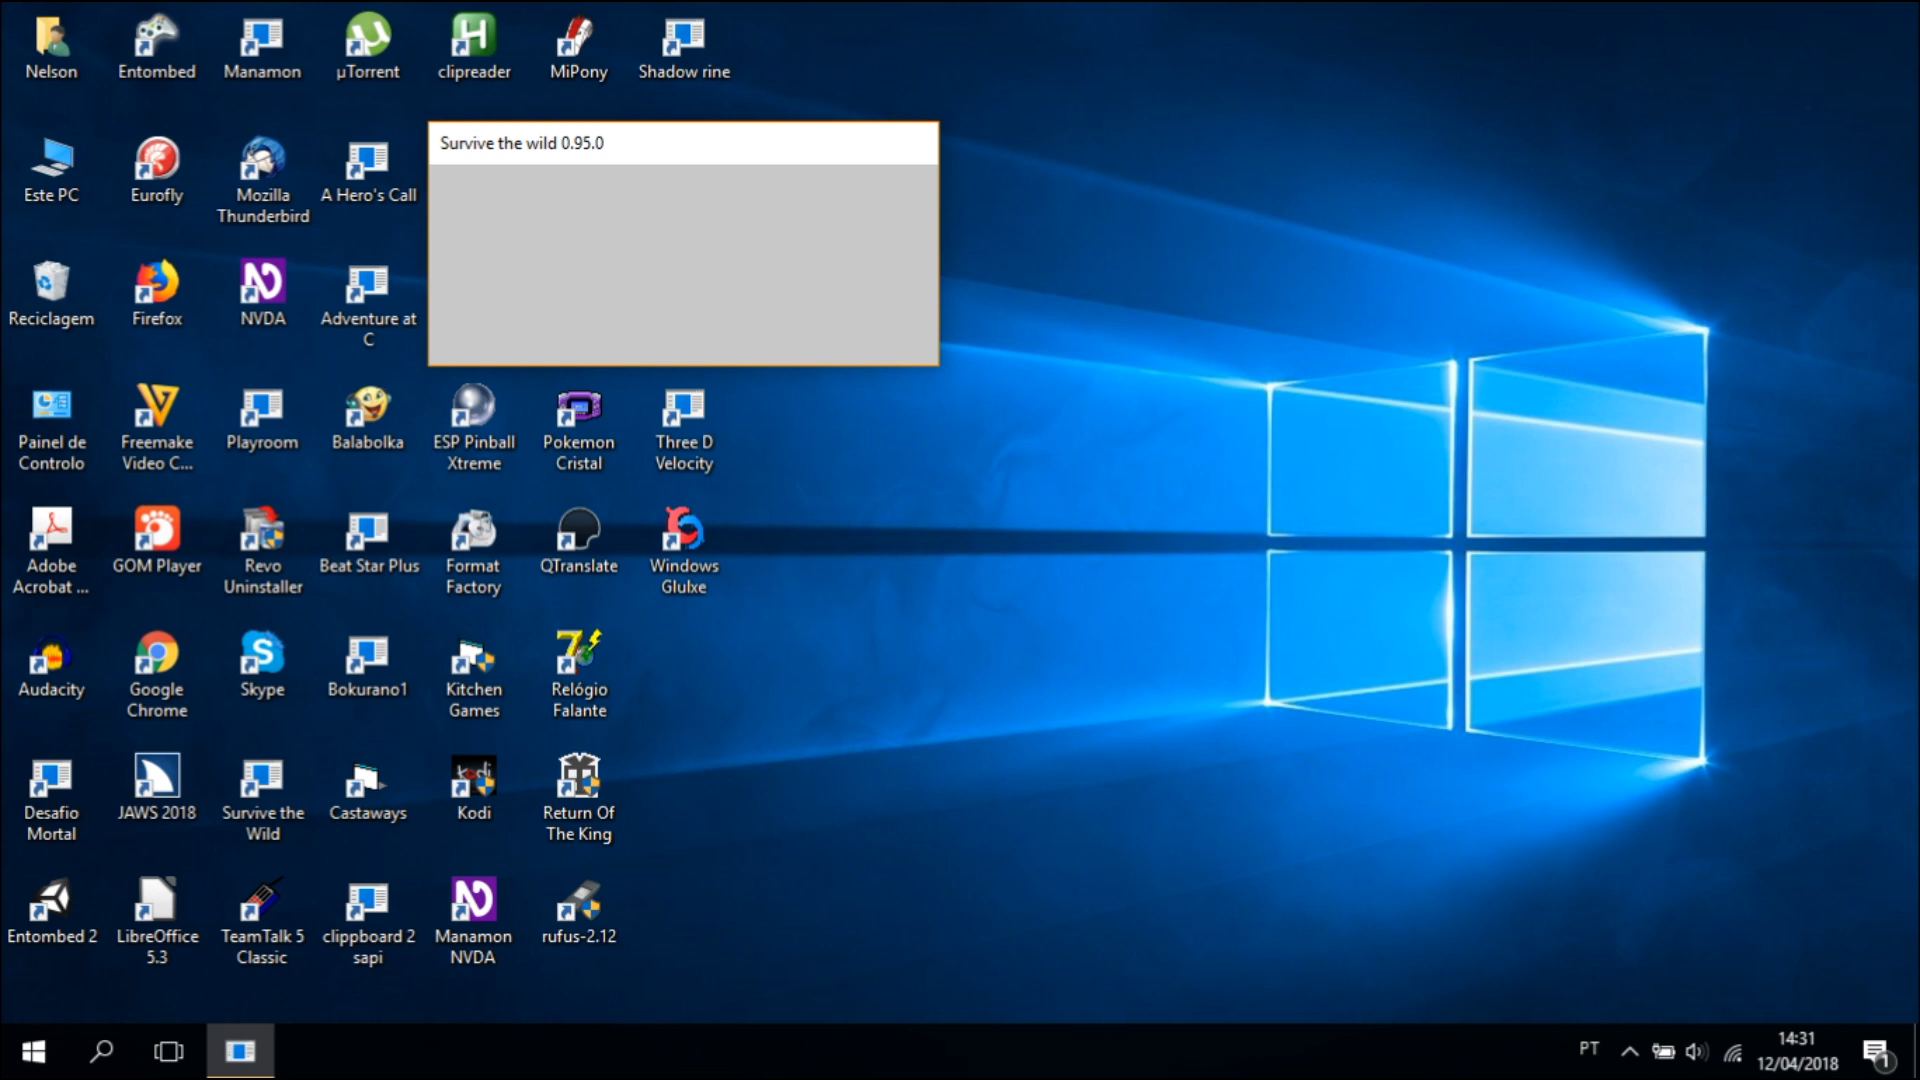 Nelson
Entombed
Manamon
µTorrent
clipreader
MiPony
Shadow rine
Survive the wild 0.95.0
Este PC
Eurofly
Mozilla
Thunderbird
A Hero's Call
Reciclagem
Firefox
NVDA
Adventure at
C
Painel de
Controlo
Freemake
Video C...
Playroom
Balabolka
ESP Pinball
Xtreme
Pokemon
Cristal
Three D
Velocity
Adobe
Acrobat ...
GOM Player
Revo
Uninstaller
Beat Star Plus
Format
Factory
QTranslate
Windows
Glulxe
Audacity
Google
Chrome
Skype
Bokurano1
Kitchen
Games
Relógio
Falante
Desafio
Mortal
JAWS 2018
Survive the
Wild
Castaways
Kodi
Return Of
The King
Entombed 2
LibreOffice
5.3
TeamTalk 5
Classic
clippboard 2
sapi
Manamon
NVDA
rufus-2.12
PT
14:31
12/04/2018
1